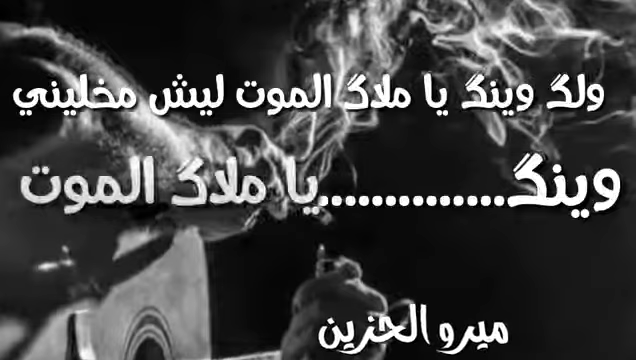 ولگ وينگ يا ملاگ الموت ليش مخليني
وينگ..............يا ملاگ الموت
ميرو الحزين